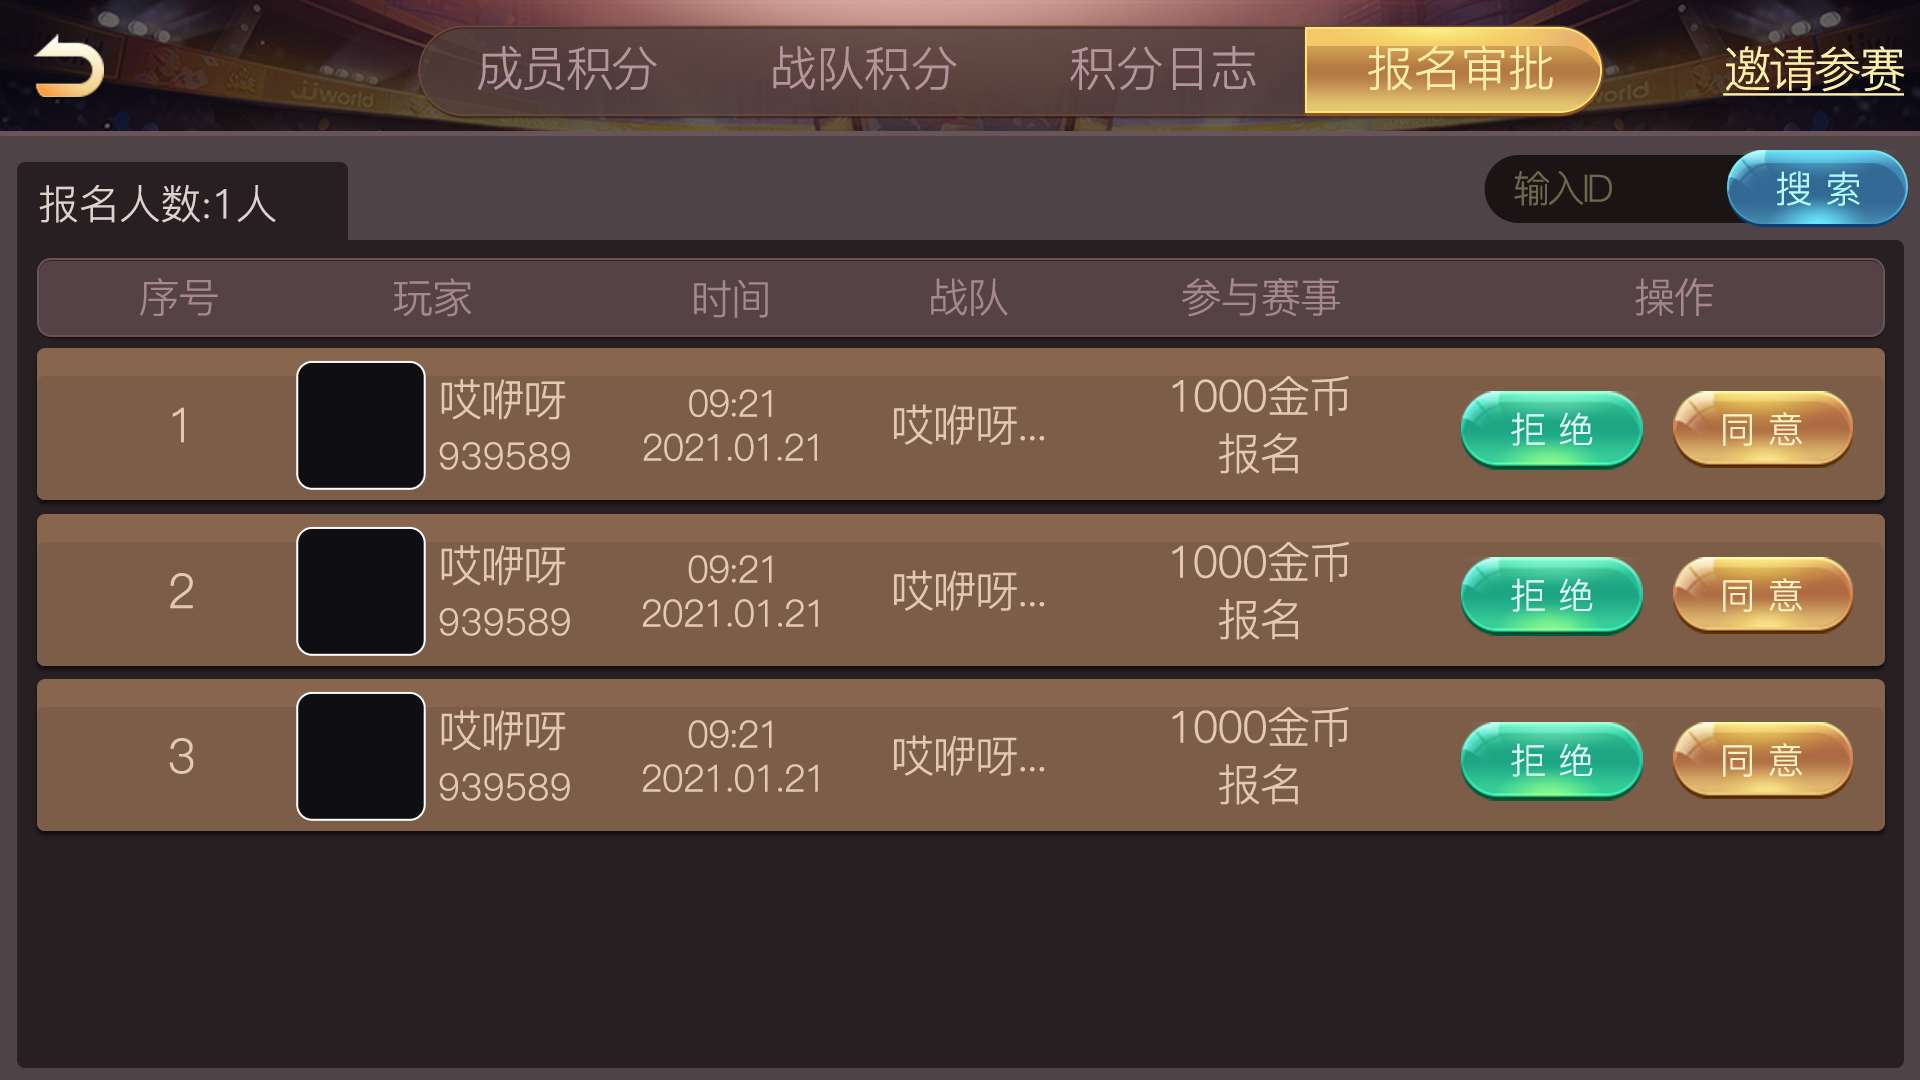 成员积分 战队积分 积分日志 报名审批 邀请参赛
JJworld
world
报名人数:1人
输入ID 搜索
序号 玩家 时间 战队 参与赛事 操作
1 哎咿呀 939589 09:21 2021.01.21 哎咿呀... 1000金币 报名 拒绝 同意
2 哎咿呀 939589 09:21 2021.01.21 哎咿呀... 1000金币 报名 拒绝 同意
3 哎咿呀 939589 09:21 2021.01.21 哎咿呀... 1000金币 报名 拒绝 同意